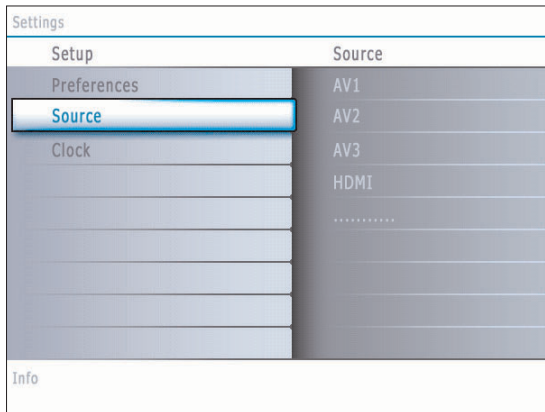 Settings
Setup Source
Preferences AV1
Source AV2
Clock AV3
HDMI
...........
Info